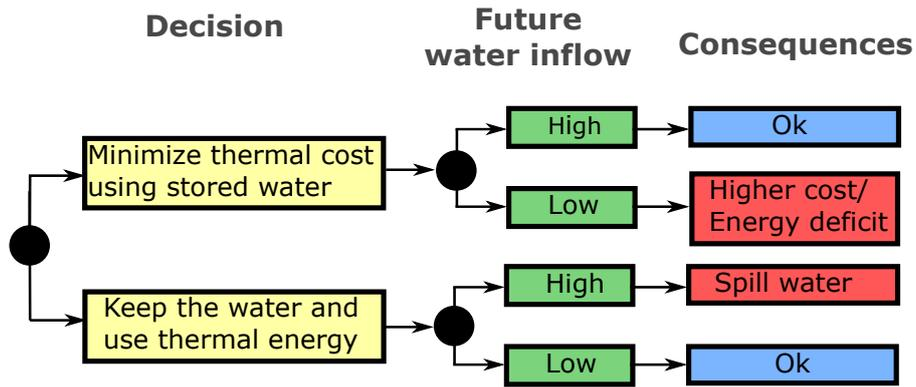 Decision
Future
water inflow
Consequences
Minimize thermal cost
using stored water
High
Ok
Low
Higher cost/
Energy deficit
Keep the water and
use thermal energy
High
Spill water
Low
Ok